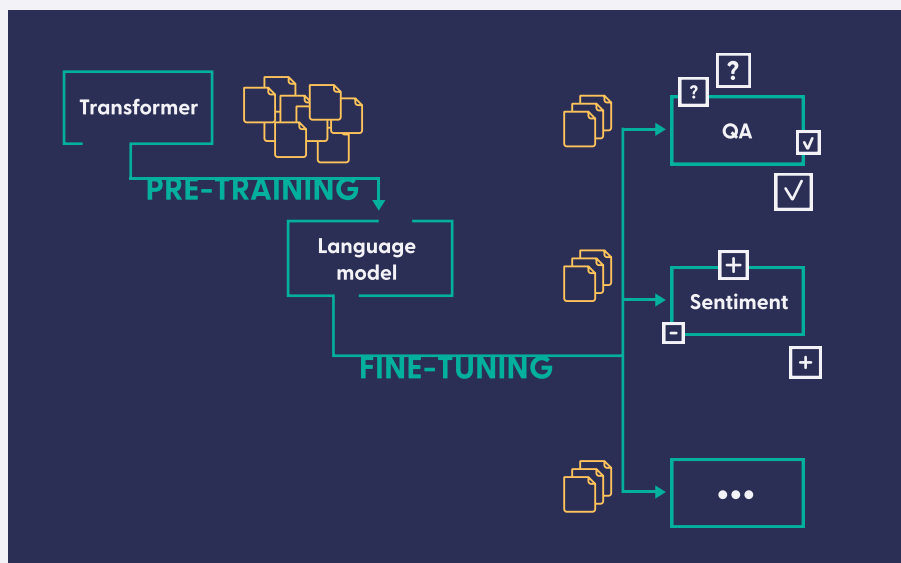 Transformer
PRE-TRAINING
Language
model
FINE-TUNING
?
?
QA
✓
✓
+
Sentiment
-
+
•••